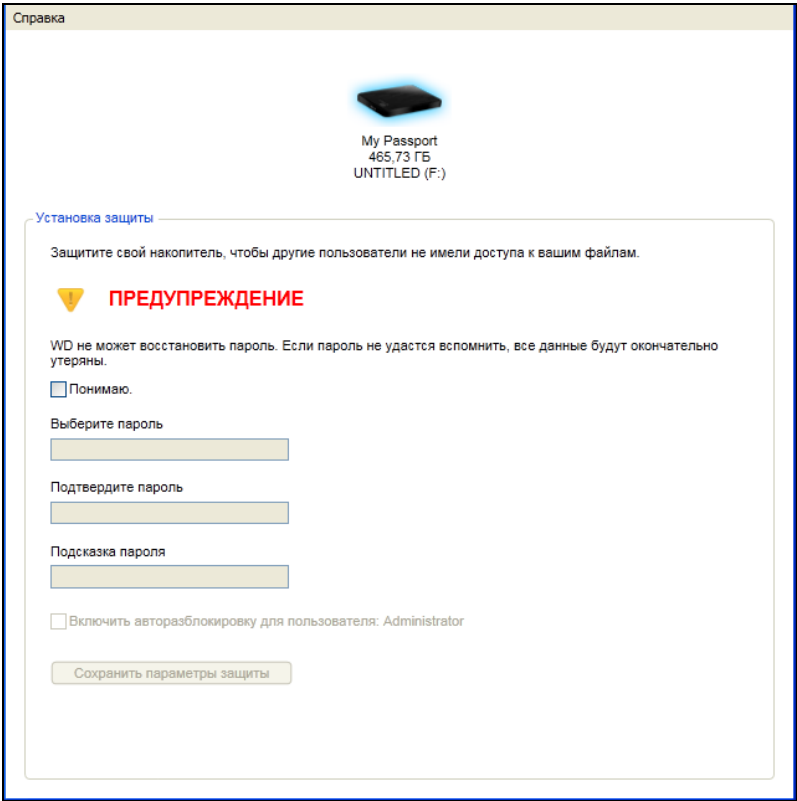 Справка
My Passport
465,73 ГБ
UNTITLED (F:)
Установка защиты
Защитите свой накопитель, чтобы другие пользователи не имели доступа к вашим файлам.
ПРЕДУПРЕЖДЕНИЕ
WD не может восстановить пароль. Если пароль не удастся вспомнить, все данные будут окончательно
утеряны.
Понимаю.
Выберите пароль
Подтвердите пароль
Подсказка пароля
Включить авторазблокировку для пользователя: Administrator
Сохранить параметры защиты